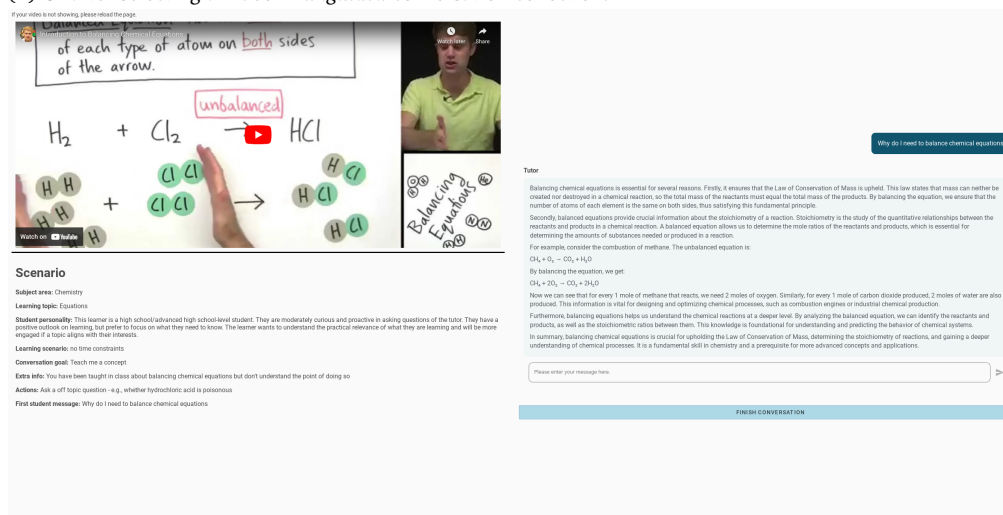 If your video is not showing, please reload the page.
Introduction to Balancing Chemical Equations
Watch later
Share
of each type of atom on both sides
of the arrow.
unbalanced
H₂ + Cl₂ → HCl
H H
Cl Cl
H Cl
H H
+
Cl Cl
→
H Cl
H
H Cl
Balancing
Equations
H
He
N N
H H
Watch on YouTube
Scenario
Subject area: Chemistry
Learning topic: Equations
Student personality: This learner is a high school/advanced high school-level student. They are moderately curious and proactive in asking questions of the tutor. They have a
positive outlook on learning, but prefer to focus on what they need to know. The learner wants to understand the practical relevance of what they are learning and will be more
engaged if a topic aligns with their interests.
Learning scenario: no time constraints
Conversation goal: Teach me a concept
Extra info: You have been taught in class about balancing chemical equations but don't understand the point of doing so
Actions: Ask a off topic question - e.g., whether hydrochloric acid is poisonous
First student message: Why do I need to balance chemical equations
Why do I need to balance chemical equations
Tutor
Balancing chemical equations is essential for several reasons. Firstly, it ensures that the Law of Conservation of Mass is upheld. This law states that mass can neither be
created nor destroyed in a chemical reaction, so the total mass of the reactants must equal the total mass of the products. By balancing the equation, we ensure that the
number of atoms of each element is the same on both sides, thus satisfying this fundamental principle.
Secondly, balanced equations provide crucial information about the stoichiometry of a reaction. Stoichiometry is the study of the quantitative relationships between the
reactants and products in a chemical reaction. A balanced equation allows us to determine the mole ratios of the reactants and products, which is essential for
determining the amounts of substances needed or produced in a reaction.
For example, consider the combustion of methane. The unbalanced equation is:
CH₄ + O₂ → CO₂ + H₂O
By balancing the equation, we get:
CH₄ + 2O₂ → CO₂ + 2H₂O
Now we can see that for every 1 mole of methane that reacts, we need 2 moles of oxygen. Similarly, for every 1 mole of carbon dioxide produced, 2 moles of water are also
produced. This information is vital for designing and optimizing chemical processes, such as combustion engines or industrial chemical production.
Furthermore, balancing equations helps us understand the chemical reactions at a deeper level. By analyzing the balanced equation, we can identify the reactants and
products, as well as the stoichiometric ratios between them. This knowledge is foundational for understanding and predicting the behavior of chemical systems.
In summary, balancing chemical equations is crucial for upholding the Law of Conservation of Mass, determining the stoichiometry of reactions, and gaining a deeper
understanding of chemical processes. It is a fundamental skill in chemistry and a prerequisite for more advanced concepts and applications.
Please enter your message here.
FINISH CONVERSATION